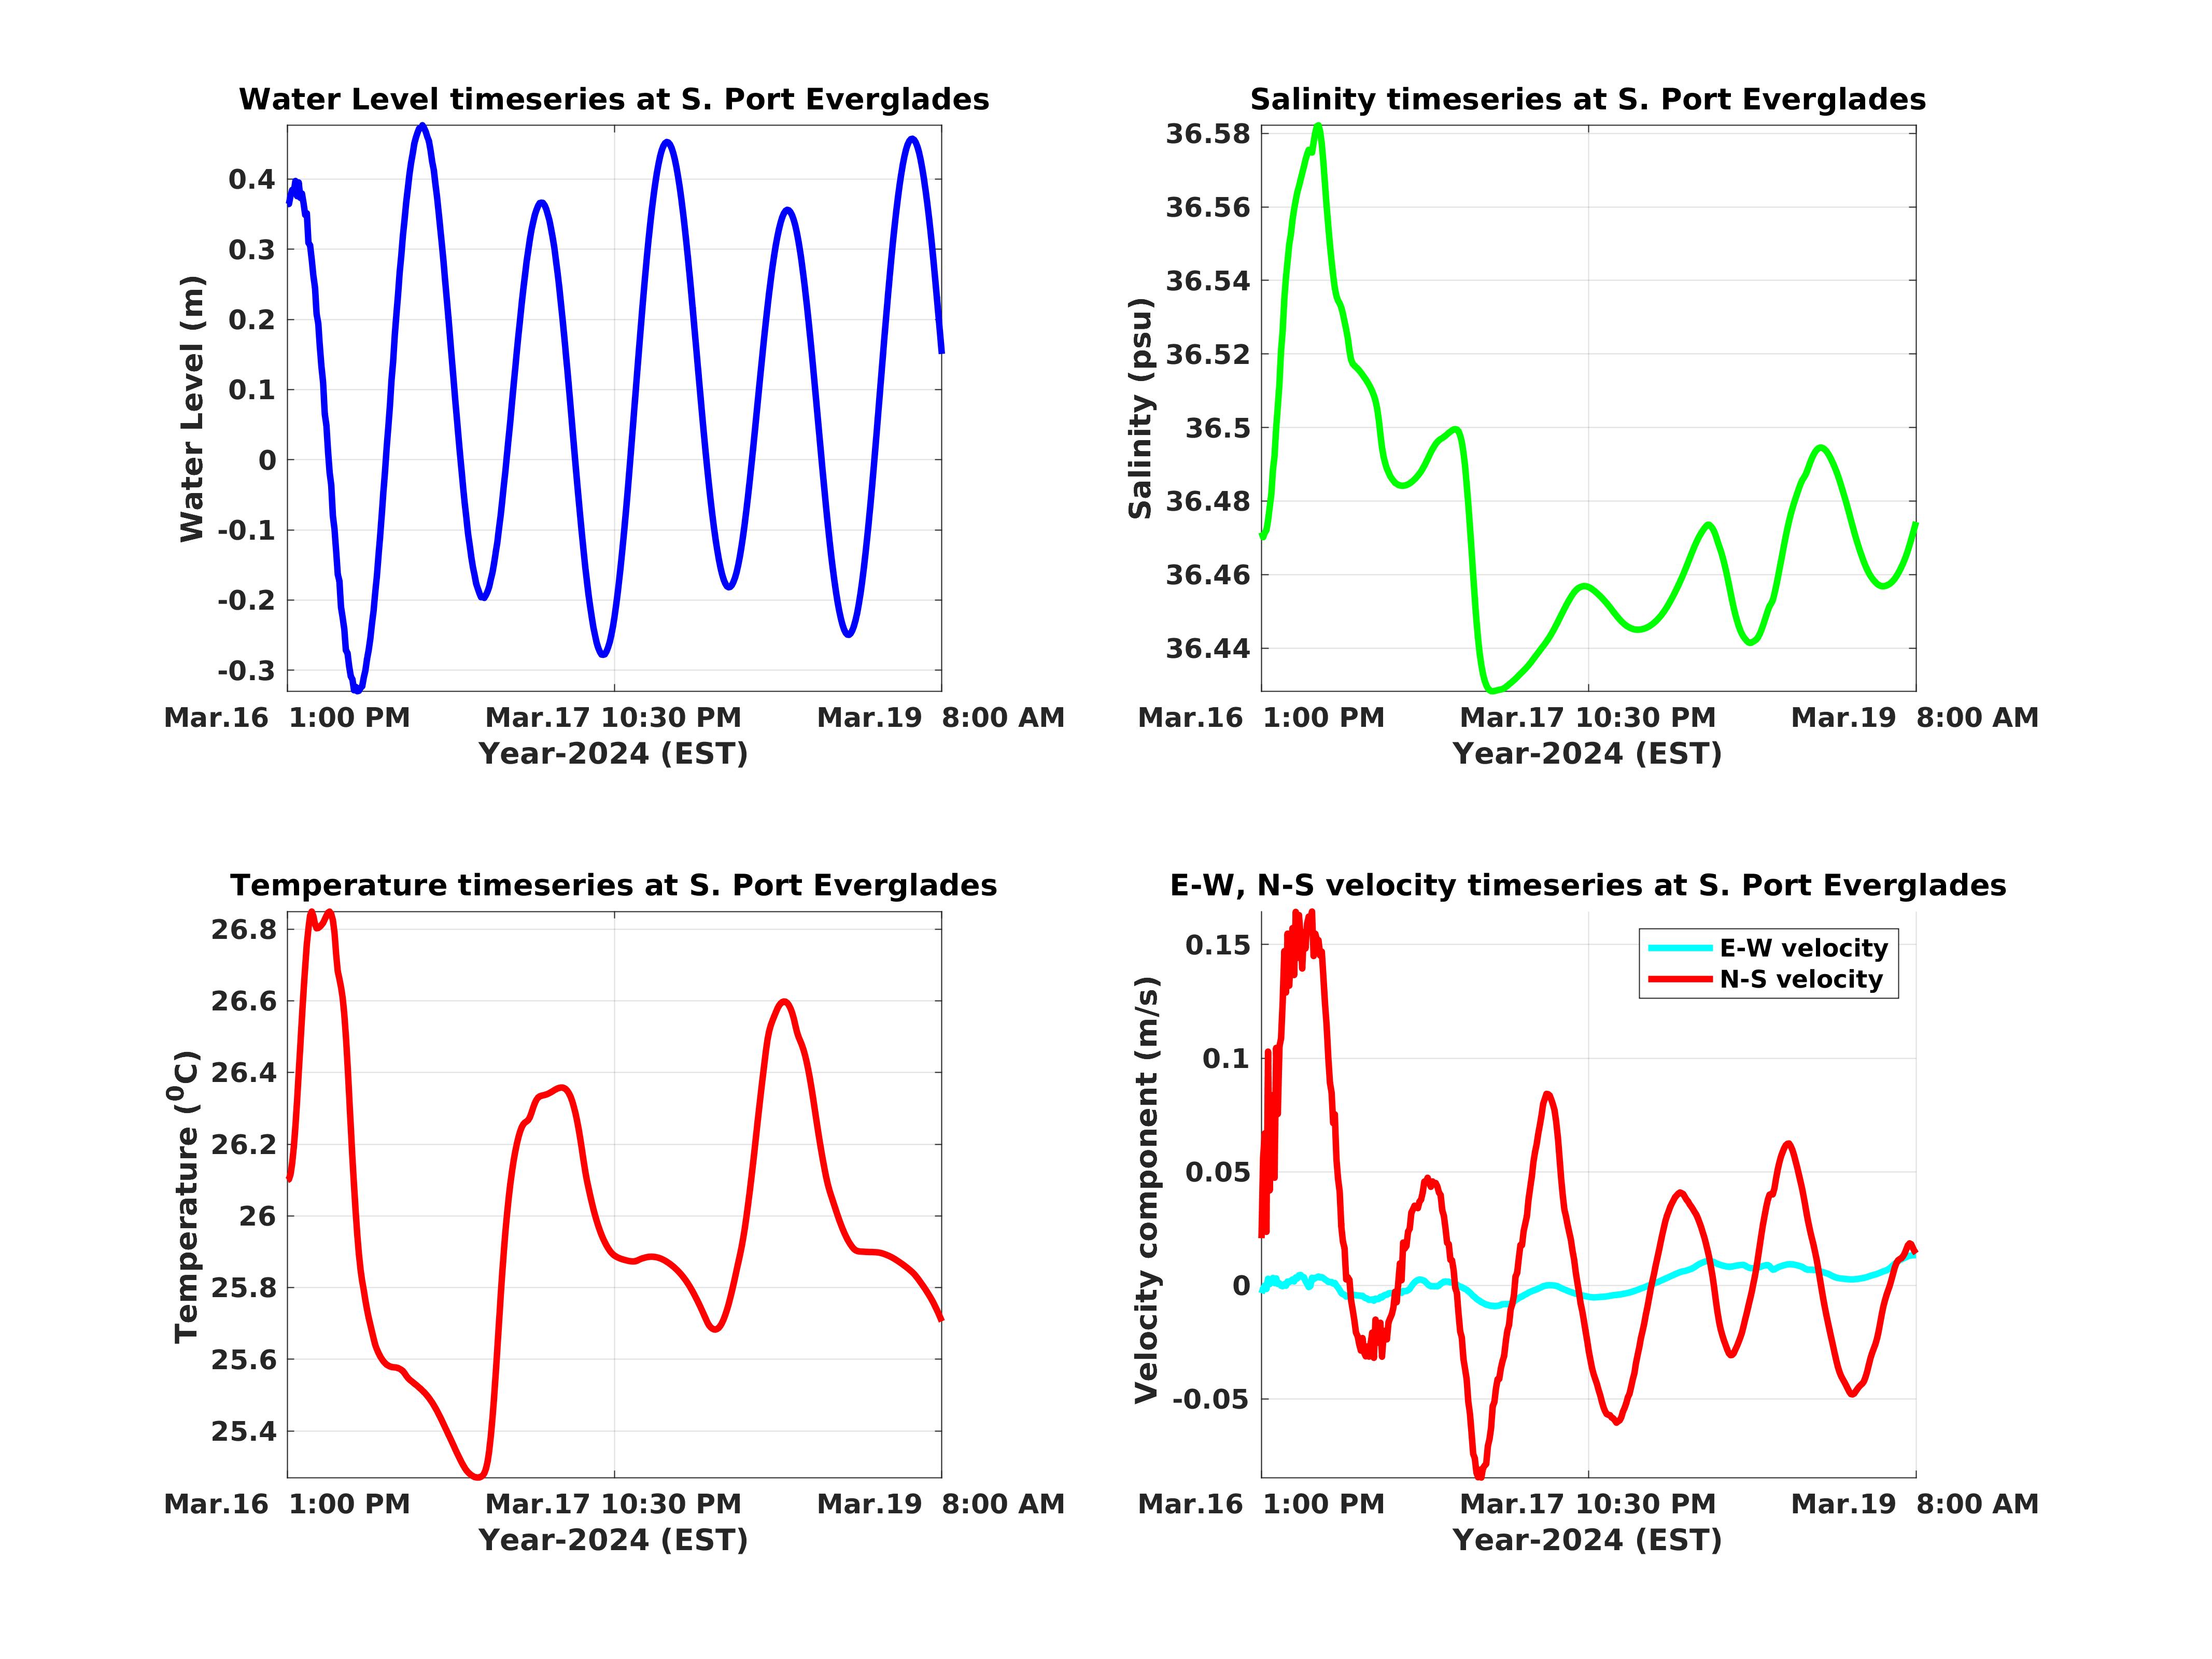 Water Level timeseries at S. Port Everglades
Water Level (m)
0.4
0.3
0.2
0.1
0
-0.1
-0.2
-0.3
Mar.16 1:00 PM
Mar.17 10:30 PM
Mar.19 8:00 AM
Year-2024 (EST)
Salinity timeseries at S. Port Everglades
Salinity (psu)
36.58
36.56
36.54
36.52
36.5
36.48
36.46
36.44
Mar.16 1:00 PM
Mar.17 10:30 PM
Mar.19 8:00 AM
Year-2024 (EST)
Temperature timeseries at S. Port Everglades
Temperature (⁰C)
26.8
26.6
26.4
26.2
26
25.8
25.6
25.4
Mar.16 1:00 PM
Mar.17 10:30 PM
Mar.19 8:00 AM
Year-2024 (EST)
E-W, N-S velocity timeseries at S. Port Everglades
Velocity component (m/s)
0.15
0.1
0.05
0
-0.05
E-W velocity
N-S velocity
Mar.16 1:00 PM
Mar.17 10:30 PM
Mar.19 8:00 AM
Year-2024 (EST)